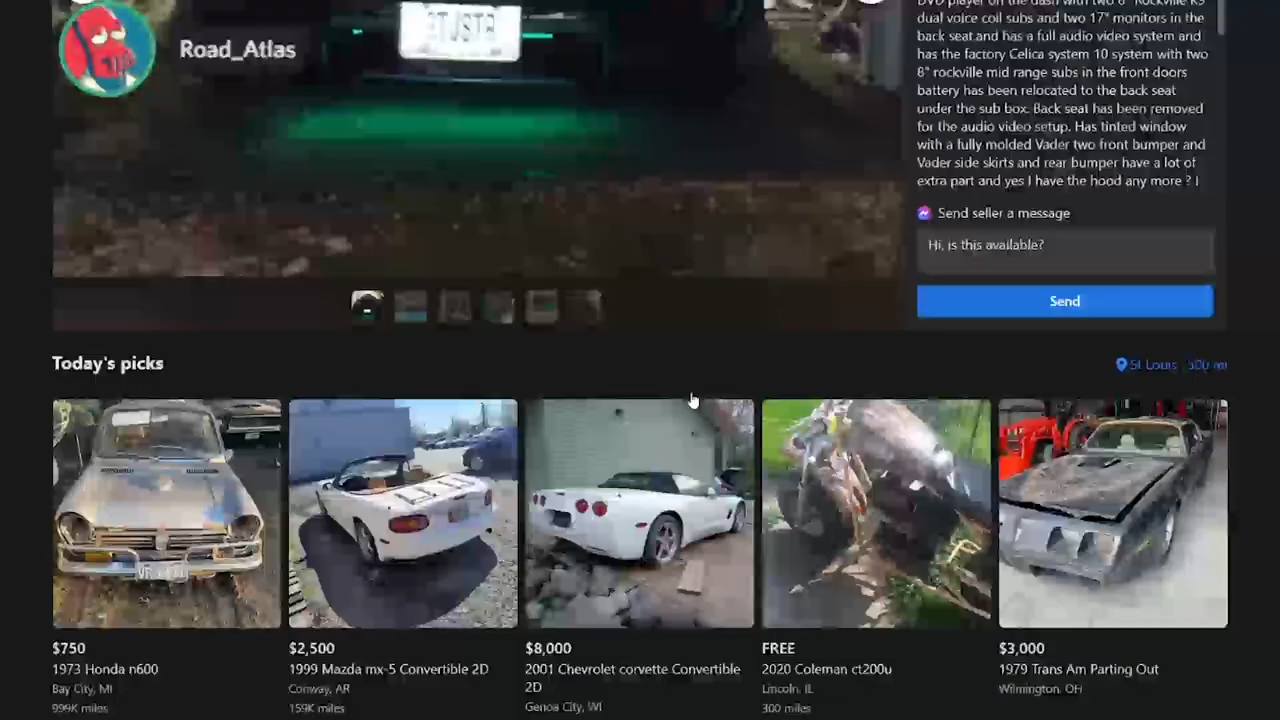 Road_Atlas
DVD player on the dash with two 8" Rockville
dual voice coil subs and two 17" monitors in the
back seat and has a full audio video system and
has the factory Celica system 10 system with two
8" rockville mid range subs in the front doors
battery has been relocated to the back seat
under the sub box. Back seat has been removed
for the audio video setup. Has tinted window
with a fully molded Vader two front bumper and
Vader side skirts and rear bumper have a lot of
extra part and yes I have the hood any more ? I
Send seller a message
Hi, is this available?
Send
Today's picks
St Louis · 500 mi
$750
1973 Honda n600
Bay City, MI
999K miles
$2,500
1999 Mazda mx-5 Convertible 2D
Conway, AR
159K miles
$8,000
2001 Chevrolet corvette Convertible
2D
Genoa City, WI
FREE
2020 Coleman ct200u
Lincoln, IL
300 miles
$3,000
1979 Trans Am Parting Out
Wilmington, OH